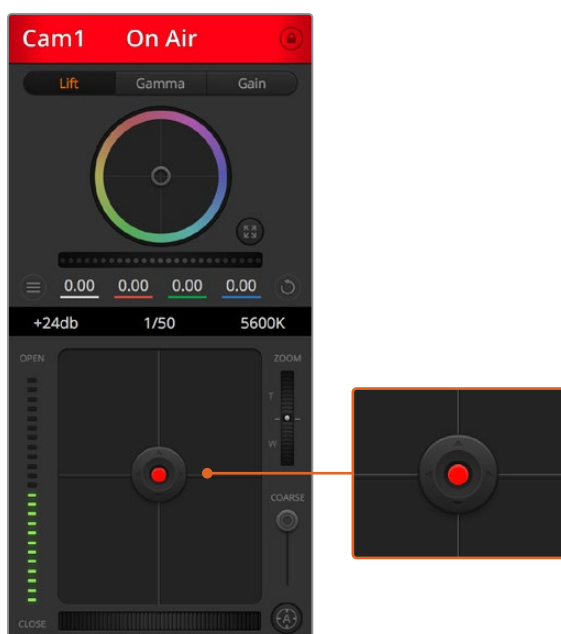 Cam1 On Air
Lift Gamma Gain
0.00 0.00 0.00 0.00
+24db 1/50 5600K
OPEN
ZOOM
T
W
COARSE
A
CLOSE